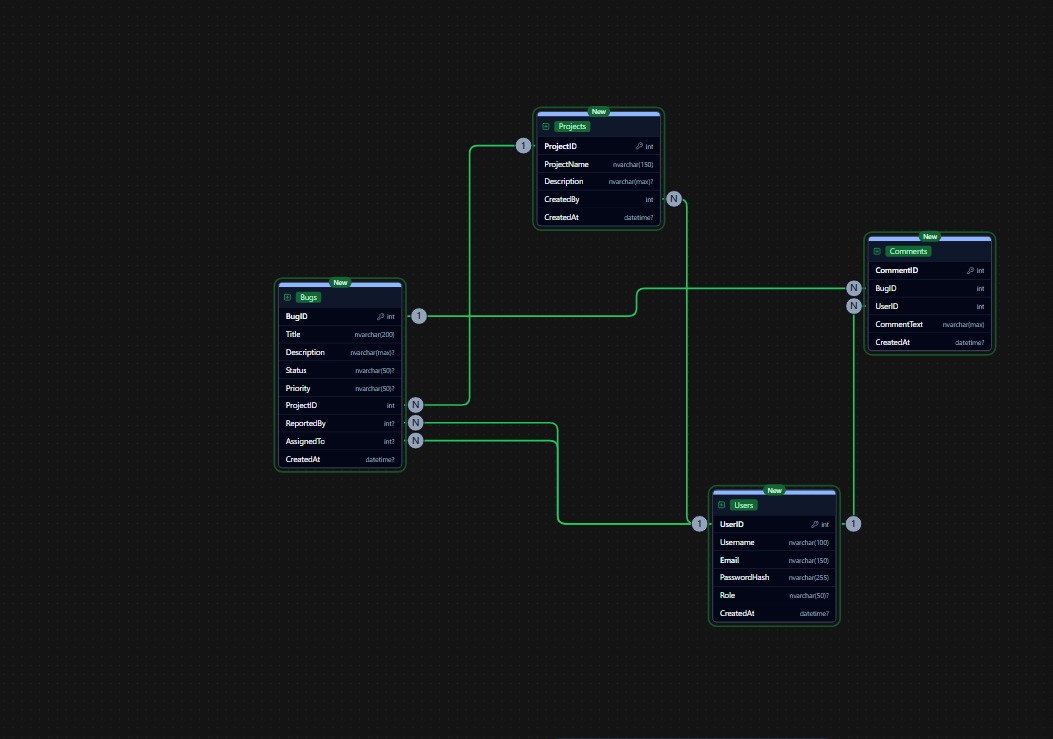 New
Projects
ProjectID int
ProjectName nvarchar(150)
Description nvarchar(max)?
CreatedBy int
CreatedAt datetime?
1
N
New
Comments
CommentID int
BugID int
UserID int
CommentText nvarchar(max)
CreatedAt datetime?
N
N
New
Bugs
BugID int
Title nvarchar(200)
Description nvarchar(max)?
Status nvarchar(50)?
Priority nvarchar(50)?
ProjectID int
ReportedBy int?
AssignedTo int?
CreatedAt datetime?
1
N
N
N
New
Users
UserID int
Username nvarchar(100)
Email nvarchar(150)
PasswordHash nvarchar(255)
Role nvarchar(50)?
CreatedAt datetime?
1
1